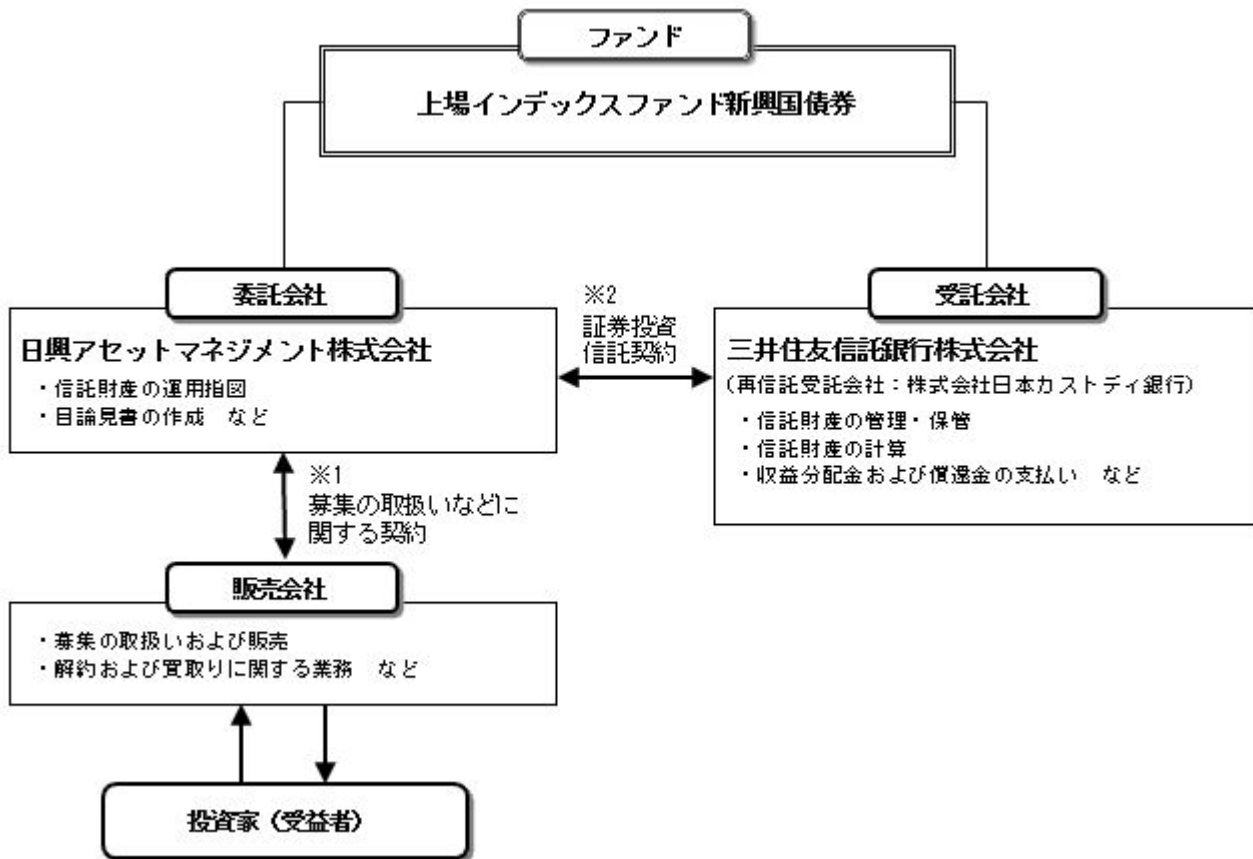 ファンド
上場インデックスファンド新興国債券
委託会社
日興アセットマネジメント株式会社
・信託財産の運用指図
・目論見書の作成　など
※2
証券投資
信託契約
受託会社
三井住友信託銀行株式会社
(再信託受託会社：株式会社日本カストディ銀行)
・信託財産の管理・保管
・信託財産の計算
・収益分配金および償還金の支払い　など
※1
募集の取扱いなどに
関する契約
販売会社
・募集の取扱いおよび販売
・解約および買取りに関する業務　など
投資家（受益者）